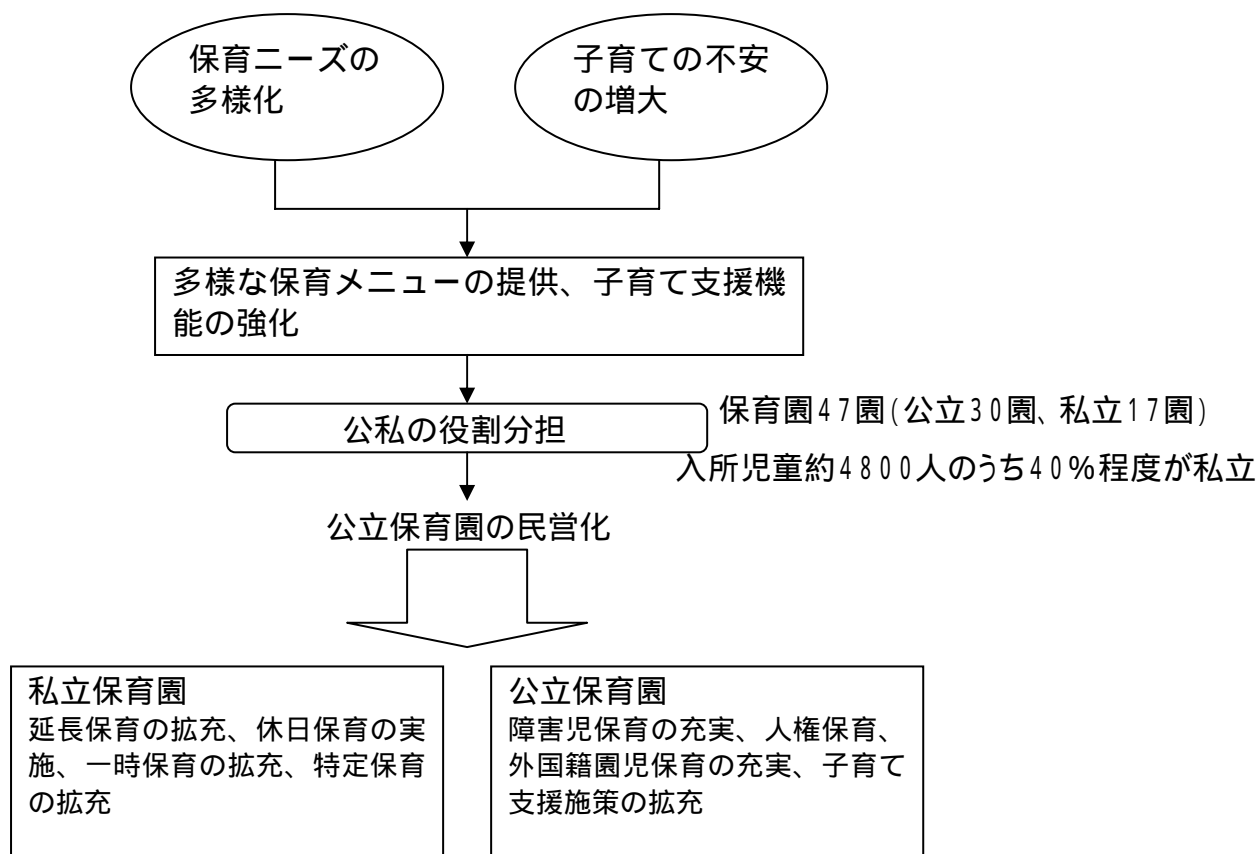 保育ニーズの
多様化
子育ての不安
の増大
多様な保育メニューの提供、子育て支援機
能の強化
公私の役割分担
保育園47園(公立30園、私立17園)
入所児童約4800人のうち40%程度が私立
公立保育園の民営化
私立保育園
延長保育の拡充、休日保育の実
施、一時保育の拡充、特定保育
の拡充
公立保育園
障害児保育の充実、人権保育、
外国籍園児保育の充実、子育て
支援施策の拡充